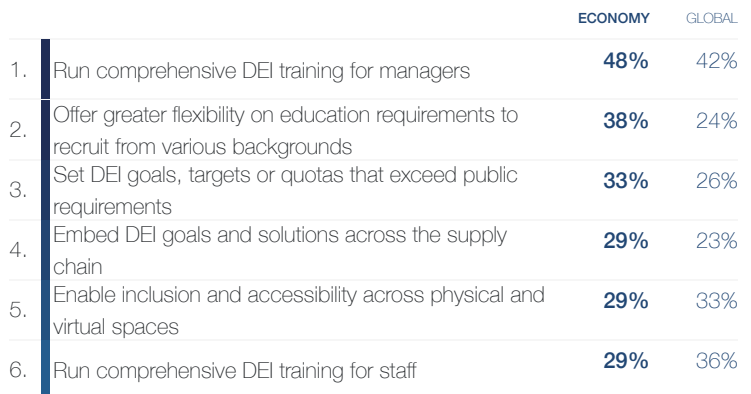 ECONOMY GLOBAL
1. Run comprehensive DEI training for managers 48% 42%
2. Offer greater flexibility on education requirements to
recruit from various backgrounds 38% 24%
3. Set DEI goals, targets or quotas that exceed public
requirements 33% 26%
4. Embed DEI goals and solutions across the supply
chain 29% 23%
5. Enable inclusion and accessibility across physical and
virtual spaces 29% 33%
6. Run comprehensive DEI training for staff 29% 36%